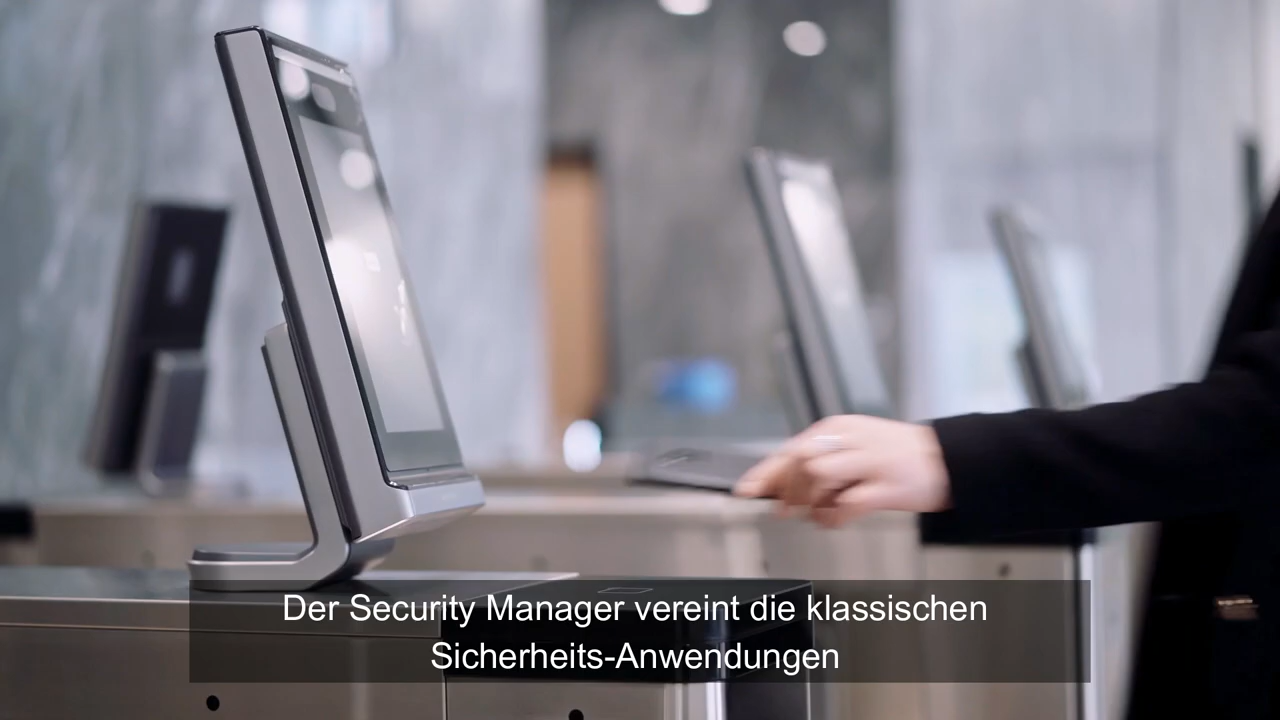 Der Security Manager vereint die klassischen
Sicherheits-Anwendungen